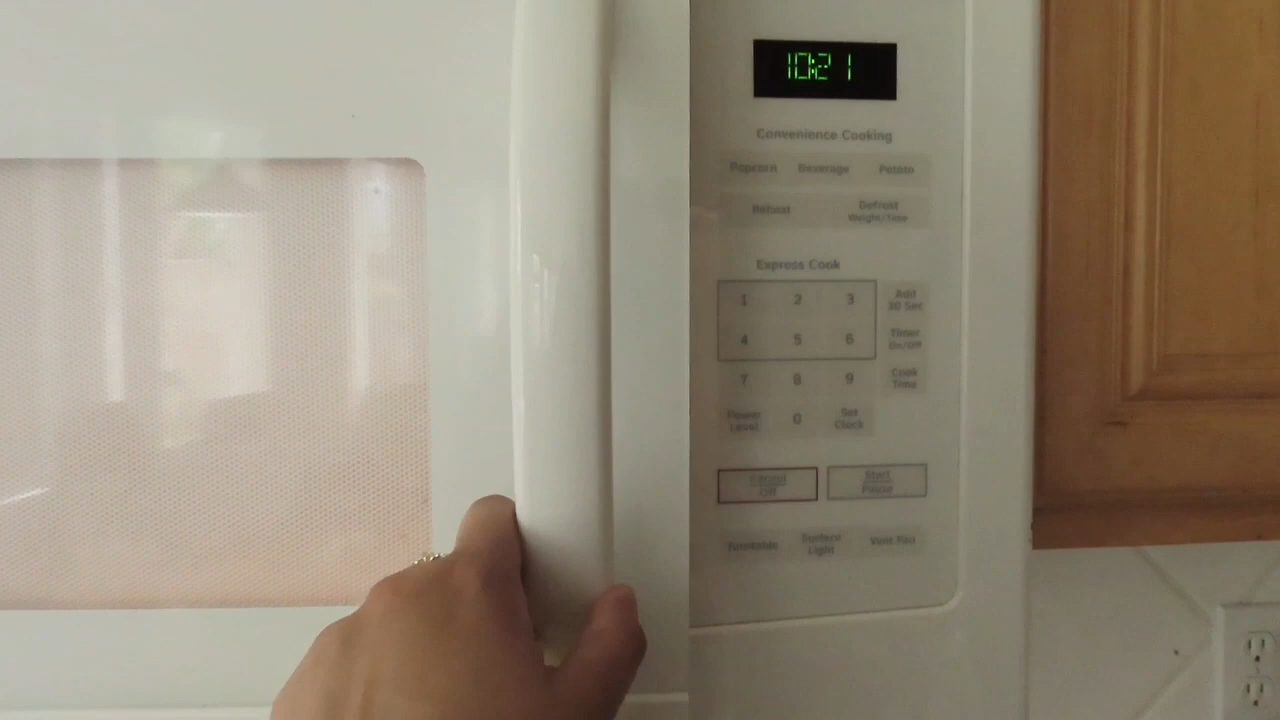 10:21
Convenience Cooking
Popcorn Beverage Potato
Reheat Defrost
Weight/Time
Express Cook
1 2 3 Add
30 Sec
4 5 6 Timer
On/Off
7 8 9 Cook
Time
Power
Level 0 Set
Clock
Cancel Start
Off Pause
Turntable Surface
Light Vent Fan